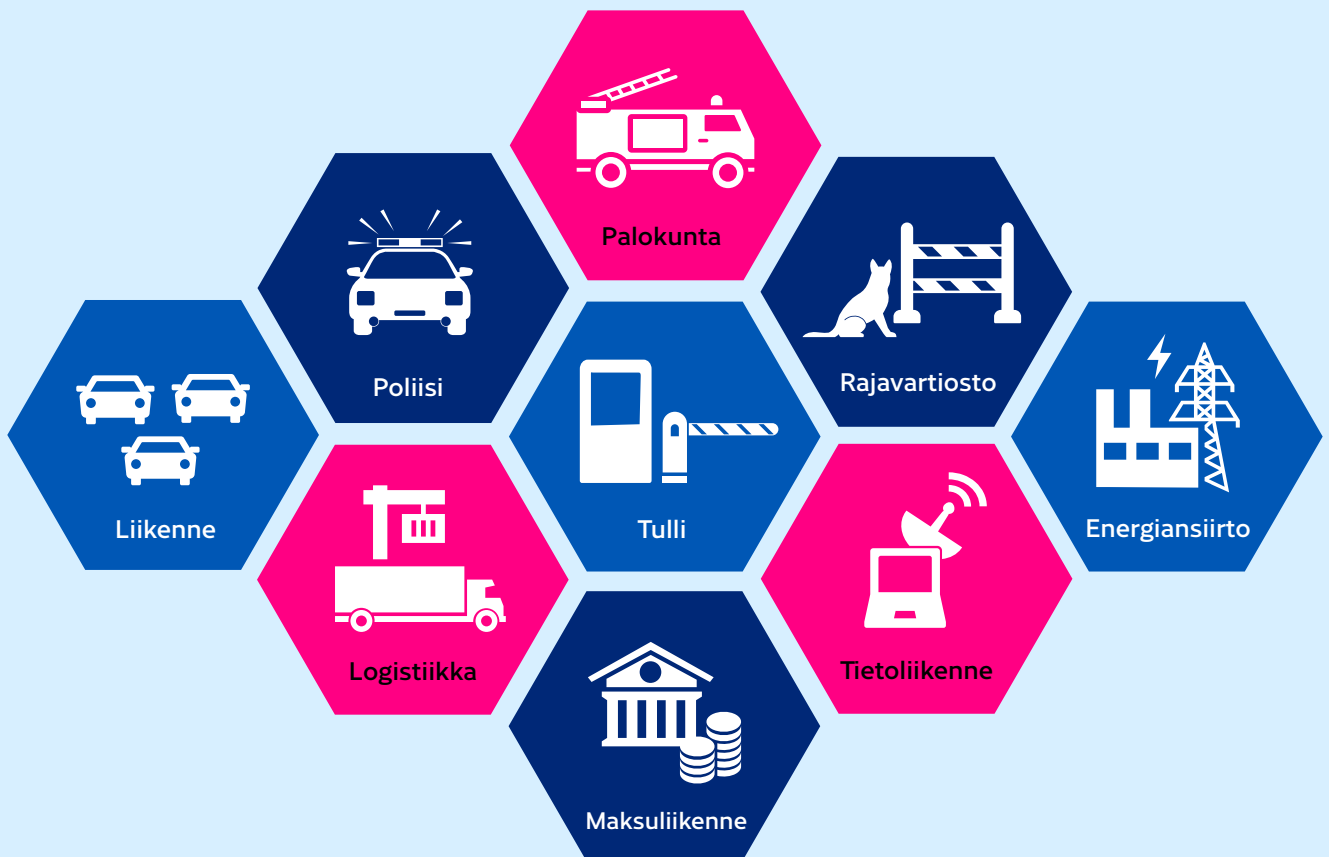 Palokunta
Poliisi
Rajavartiosto
Liikenne
Tulli
Energiansiirto
Logistiikka
Tietoliikenne
Maksuliikenne